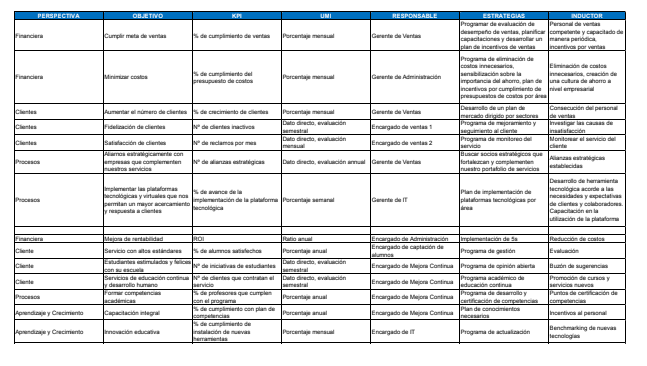 PERSPECTIVA OBJETIVO KPI UMI RESPONSABLE ESTRATEGIAS INDUCTOR
Financiera Cumplir meta de ventas % de cumplimiento de ventas Porcentaje mensual Gerente de Ventas Programar de evaluación de desempeño de ventas, planificar capacitaciones y desarrollar un plan de incentivos de ventas Personal de ventas competente y capacitado de manera periódica, incentivos por ventas
Financiera Minimizar costos % de cumplimiento del presupuesto de costos Porcentaje mensual Gerente de Administración Programa de eliminación de costos innecesarios, sensibilización sobre la importancia del ahorro, plan de incentivos por cumplimiento de presupuestos de costos por área Eliminación de costos innecesarios, creación de una cultura de ahorro a nivel empresarial
Clientes Aumentar el número de clientes % de crecimiento de clientes Porcentaje mensual Gerente de Ventas Desarrollo de un plan de mercado dirigido por sectores Consecución del personal de ventas
Clientes Fidelización de clientes Nº de clientes inactivos Dato directo, evaluación semestral Encargado de ventas 1 Programa de mejoramiento y seguimiento al cliente Investigar las causas de insatisfacción
Clientes Satisfacción de clientes Nº de reclamos por mes Dato directo, evaluación mensual Encargado de ventas 2 Programa de monitoreo del servicio Monitorear el servicio del cliente
Procesos Aliarnos estratégicamente con empresas que complementen nuestros servicios Nº de alianzas estratégicas Dato directo, evaluación anual Gerente de Ventas Buscar socios estratégicos que fortalezcan y complementen nuestro portafolio de servicios Alianzas estratégicas establecidas
Procesos Implementar las plataformas tecnológicas y virtuales que nos permitan un mayor acercamiento y respuesta a clientes % de avance de la implementación de la plataforma tecnológica Porcentaje semanal Gerente de IT Plan de implementación de plataformas tecnológicas por área Desarrollo de herramienta tecnológica acorde a las necesidades y expectativas de clientes y colaboradores. Capacitación en la utilización de la plataforma
Financiera Mejora de rentabilidad ROI Ratio anual Encargado de Administración Implementación de 5s Reducción de costos
Cliente Servicio con altos estándares % de alumnos satisfechos Porcentaje anual Encargado de captación de alumnos Programa de gestión Evaluación
Cliente Estudiantes estimulados y felices con su escuela Nº de iniciativas de estudiantes Dato directo, evaluación semestral Encargado de Mejora Continua Programa de opinión abierta Buzón de sugerencias
Cliente Servicios de educación continua y desarrollo humano Nº de clientes que contratan el servicio Dato directo, evaluación semestral Encargado de Mejora Continua Programa académico de educación continua Promoción de cursos y servicios nuevos
Procesos Formar competencias académicas % de profesores que cumplen con el programa Porcentaje anual Encargado de Mejora Continua Programa de desarrollo y certificación de competencias Puntos de certificación de competencias
Aprendizaje y Crecimiento Capacitación integral % de cumplimiento con plan de competencias Porcentaje anual Encargado de Mejora Continua Plan de conocimientos necesarios Incentivos al personal
Aprendizaje y Crecimiento Innovación educativa % de cumplimiento de instalación de nuevas herramientas Porcentaje mensual Encargado de IT Programa de actualización Benchmarking de nuevas tecnologías